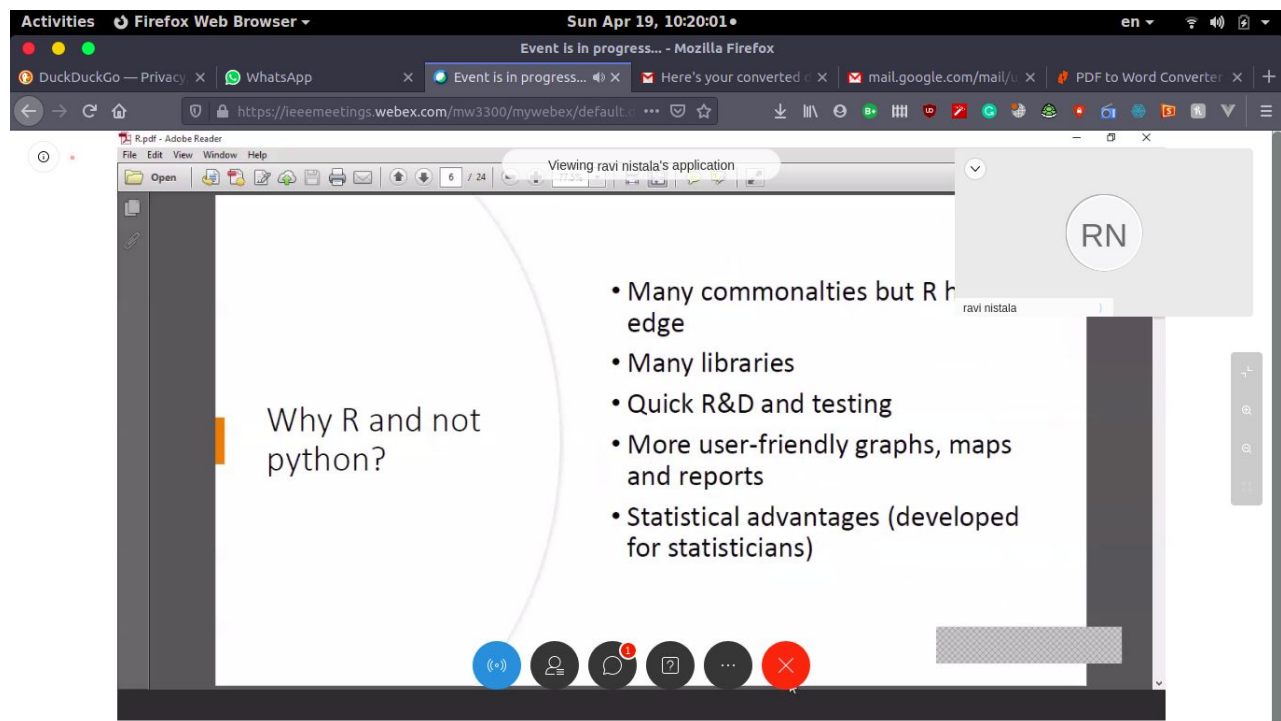 Activities Firefox Web Browser Sun Apr 19, 10:20:01 en
Event is in progress... - Mozilla Firefox
DuckDuckGo — Privacy WhatsApp Event is in progress... Here's your converted d mail.google.com/mail/u PDF to Word Converter
https://ieeemeetings.webex.com/mw3300/mywebex/default.d
R.pdf - Adobe Reader
File Edit View Window Help
Viewing ravi nistala's application
Open 6 / 24 77.5%
RN
ravi nistala
Why R and not
python?
• Many commonalties but R h
edge
• Many libraries
• Quick R&D and testing
• More user-friendly graphs, maps
and reports
• Statistical advantages (developed
for statisticians)
1